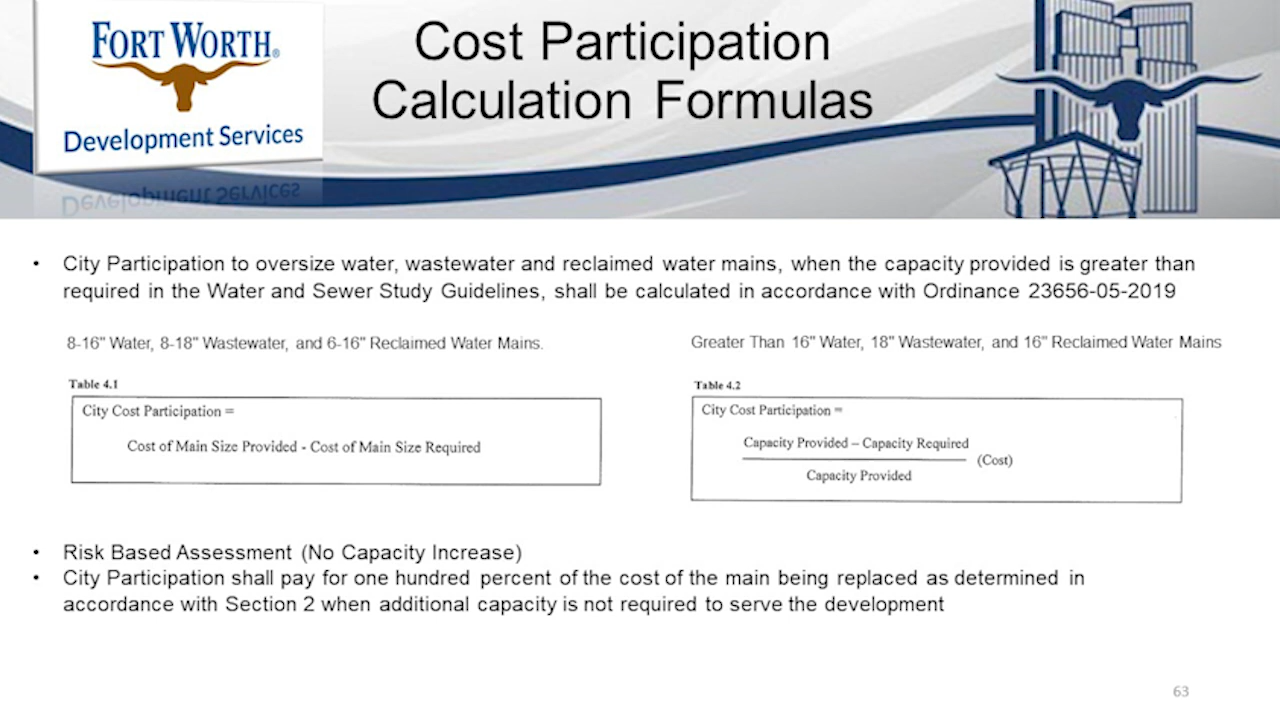 FORT WORTH®
Development Services
Cost Participation
Calculation Formulas
• City Participation to oversize water, wastewater and reclaimed water mains, when the capacity provided is greater than
required in the Water and Sewer Study Guidelines, shall be calculated in accordance with Ordinance 23656-05-2019
8-16" Water, 8-18" Wastewater, and 6-16" Reclaimed Water Mains.
Table 4.1
City Cost Participation =
Cost of Main Size Provided - Cost of Main Size Required
Greater Than 16" Water, 18" Wastewater, and 16" Reclaimed Water Mains
Table 4.2
City Cost Participation =
Capacity Provided – Capacity Required
(Cost)
Capacity Provided
• Risk Based Assessment (No Capacity Increase)
• City Participation shall pay for one hundred percent of the cost of the main being replaced as determined in
accordance with Section 2 when additional capacity is not required to serve the development
63